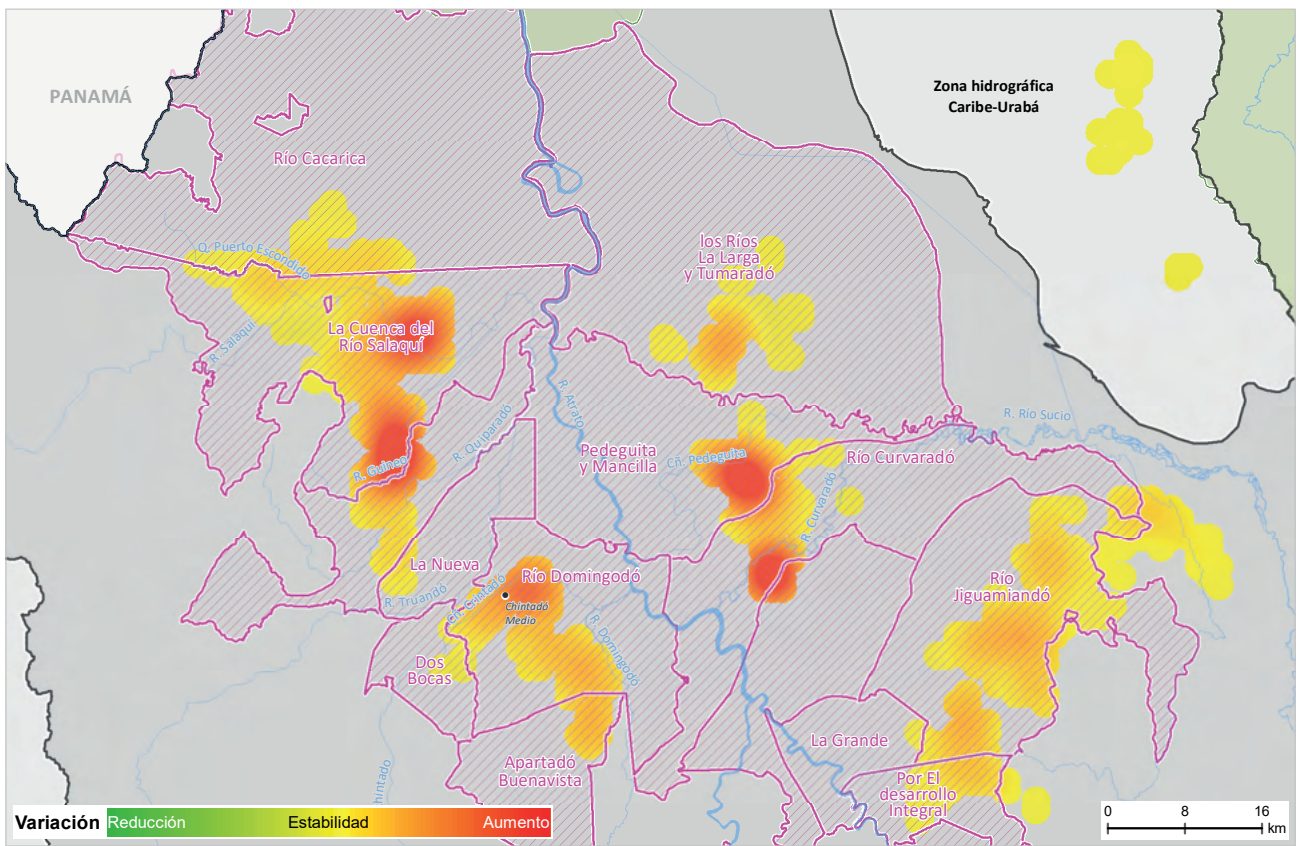 PANAMÁ
Zona hidrográfica
Caribe-Urabá
Río Cacarica
Q. Puerto Escondido
los Ríos
La Larga
y Tumaradó
La Cuenca del
Río Salaquí
R. Salaquí
R. Atrato
R. Quiparadó
R. Río Sucio
Pedeguita
y Mancilla
Cñ. Pedeguita
Río Curvaradó
R. Guineo
R. Curvaradó
La Nueva
Río Domingodó
R. Truandó
Cñ. Chintadó
Chintadó
Medio
Río
Jiguamiandó
R. Domingodó
Dos
Bocas
La Grande
Apartadó
Buenavista
Por El
desarrollo
Integral
hintado
Variación
Reducción
Estabilidad
Aumento
0 8 16
km